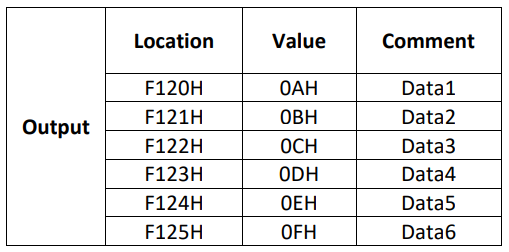 Location Value Comment
F120H 0AH Data1
F121H 0BH Data2
Output F122H 0CH Data3
F123H 0DH Data4
F124H 0EH Data5
F125H 0FH Data6